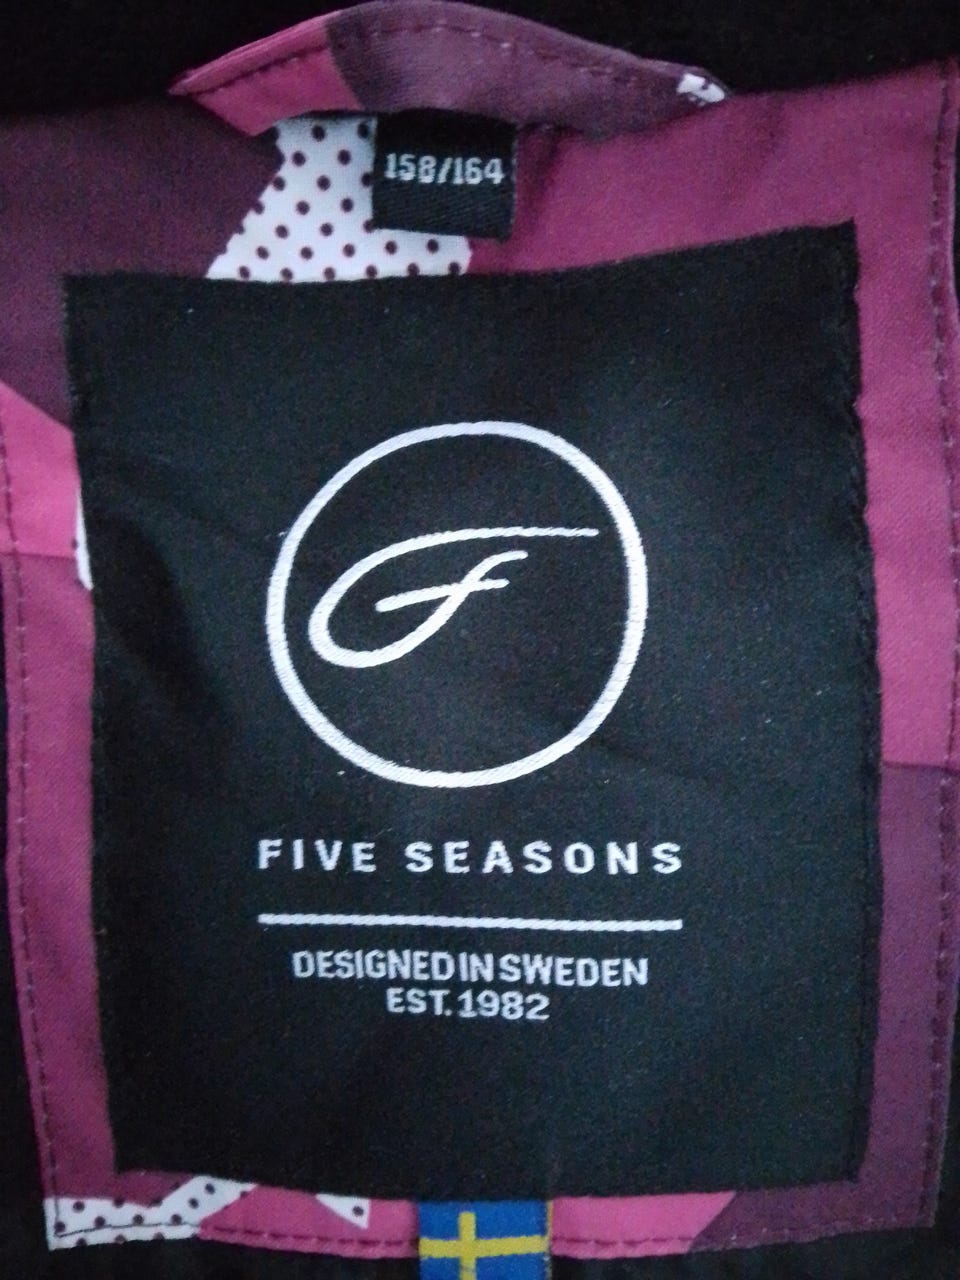 158/164
F
FIVE SEASONS
DESIGNED IN SWEDEN
EST. 1982